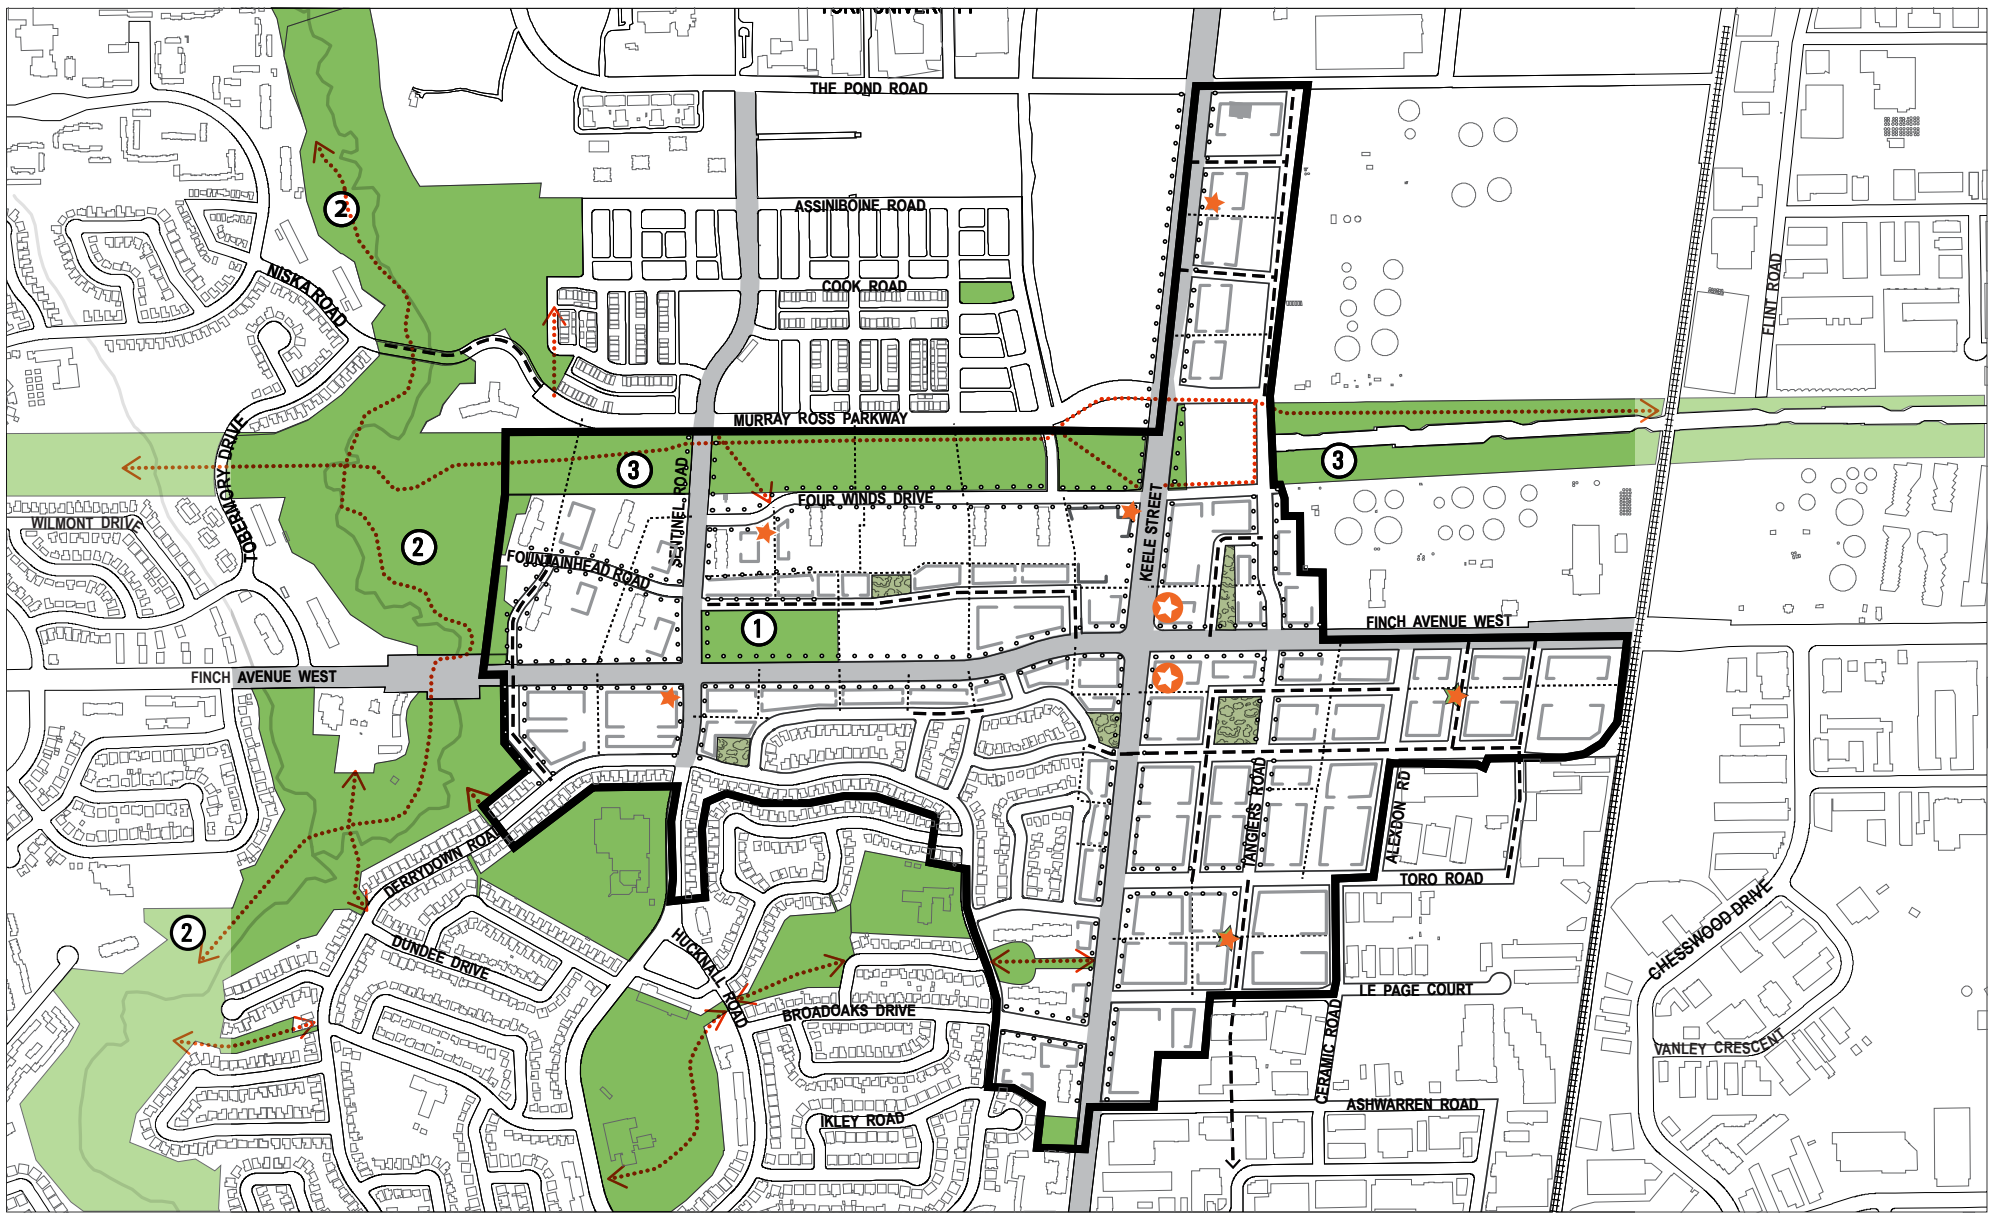 YORK UNIVERSITY
THE POND ROAD
2
ASSINIBOINE ROAD
NISKA ROAD
COOK ROAD
FLINT ROAD
MURRAY ROSS PARKWAY
TOBERMORY DRIVE
3
3
SENTINEL ROAD
FOUR WINDS DRIVE
KEELE STREET
WILMONT DRIVE
2
FOUNTAINHEAD ROAD
1
FINCH AVENUE WEST
FINCH AVENUE WEST
TANGIERS ROAD
ALEXDON RD
DERRYDOWN ROAD
TORO ROAD
CHESSWOOD DRIVE
2
DUNDEE DRIVE
HUCKNALL ROAD
LE PAGE COURT
BROADOAKS DRIVE
CERAMIC ROAD
VANLEY CRESCENT
ASHWARREN ROAD
IKLEY ROAD